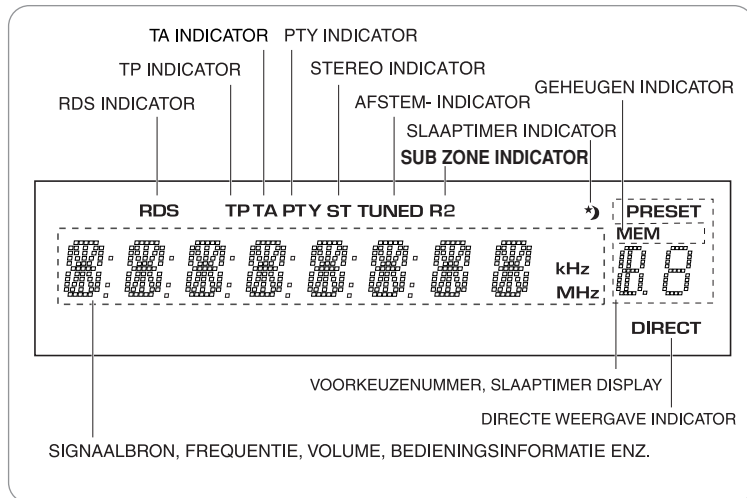 TA INDICATOR PTY INDICATOR
TP INDICATOR STEREO INDICATOR
GEHEUGEN INDICATOR
RDS INDICATOR AFSTEM- INDICATOR
SLAAPTIMER INDICATOR
SUB ZONE INDICATOR
RDS TP TA PTY ST TUNED R2 PRESET
MEM
kHz
MHz
DIRECT
VOORKEUZENUMMER, SLAAPTIMER DISPLAY
DIRECTE WEERGAVE INDICATOR
SIGNAALBRON, FREQUENTIE, VOLUME, BEDIENINGSINFORMATIE ENZ.